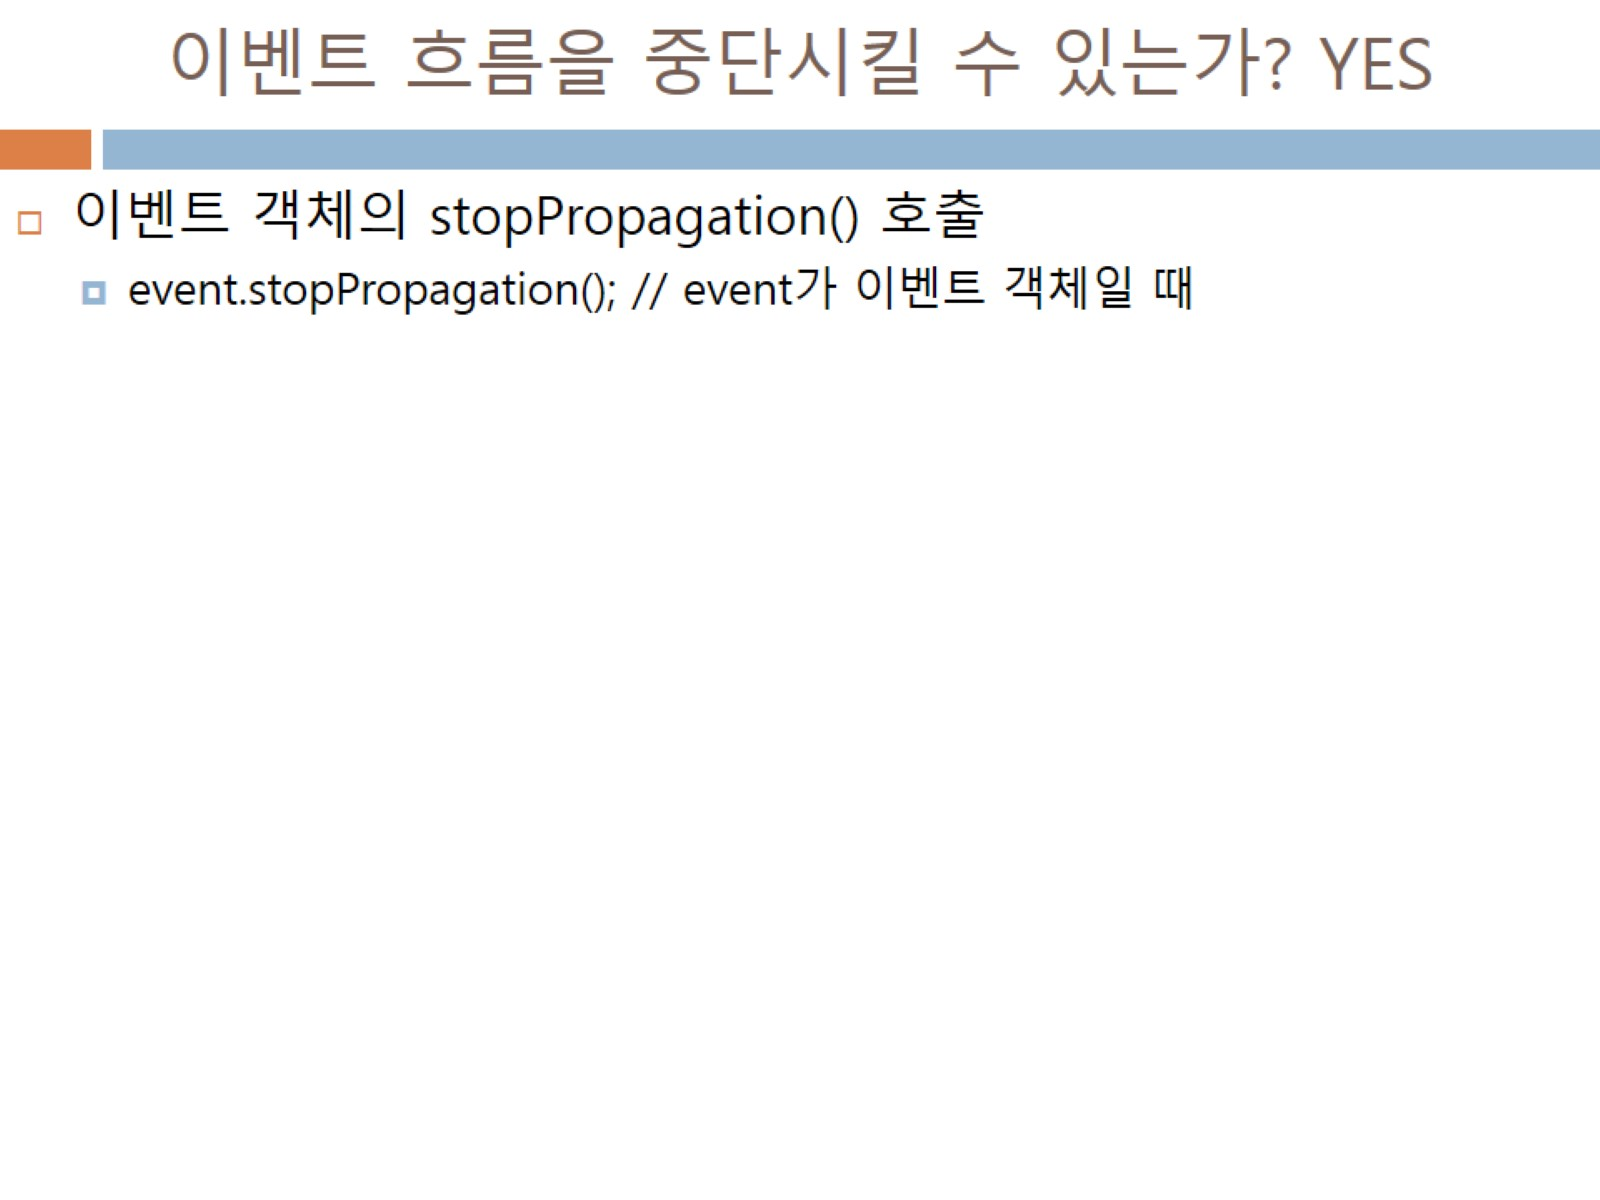 이벤트 흐름을 중단시킬 수 있는가? YES
이벤트 객체의 stopPropagation() 호출
event.stopPropagation(); // event가 이벤트 객체일 때